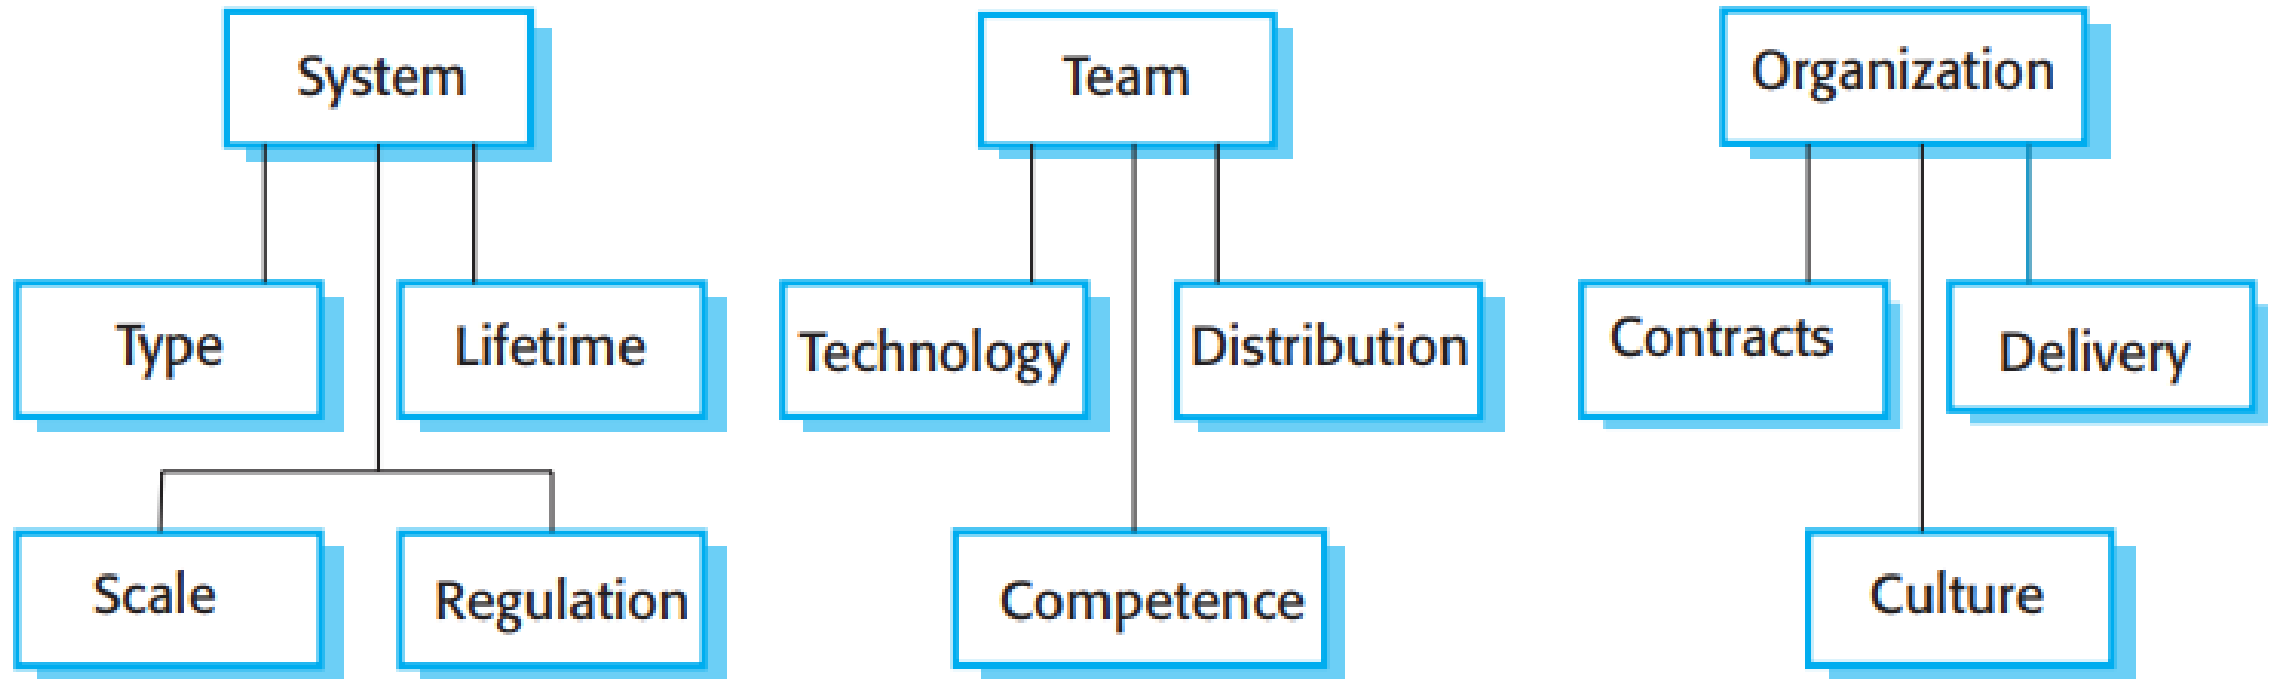 System
Team
Organization
Type
Lifetime
Technology
Distribution
Contracts
Delivery
Scale
Regulation
Competence
Culture